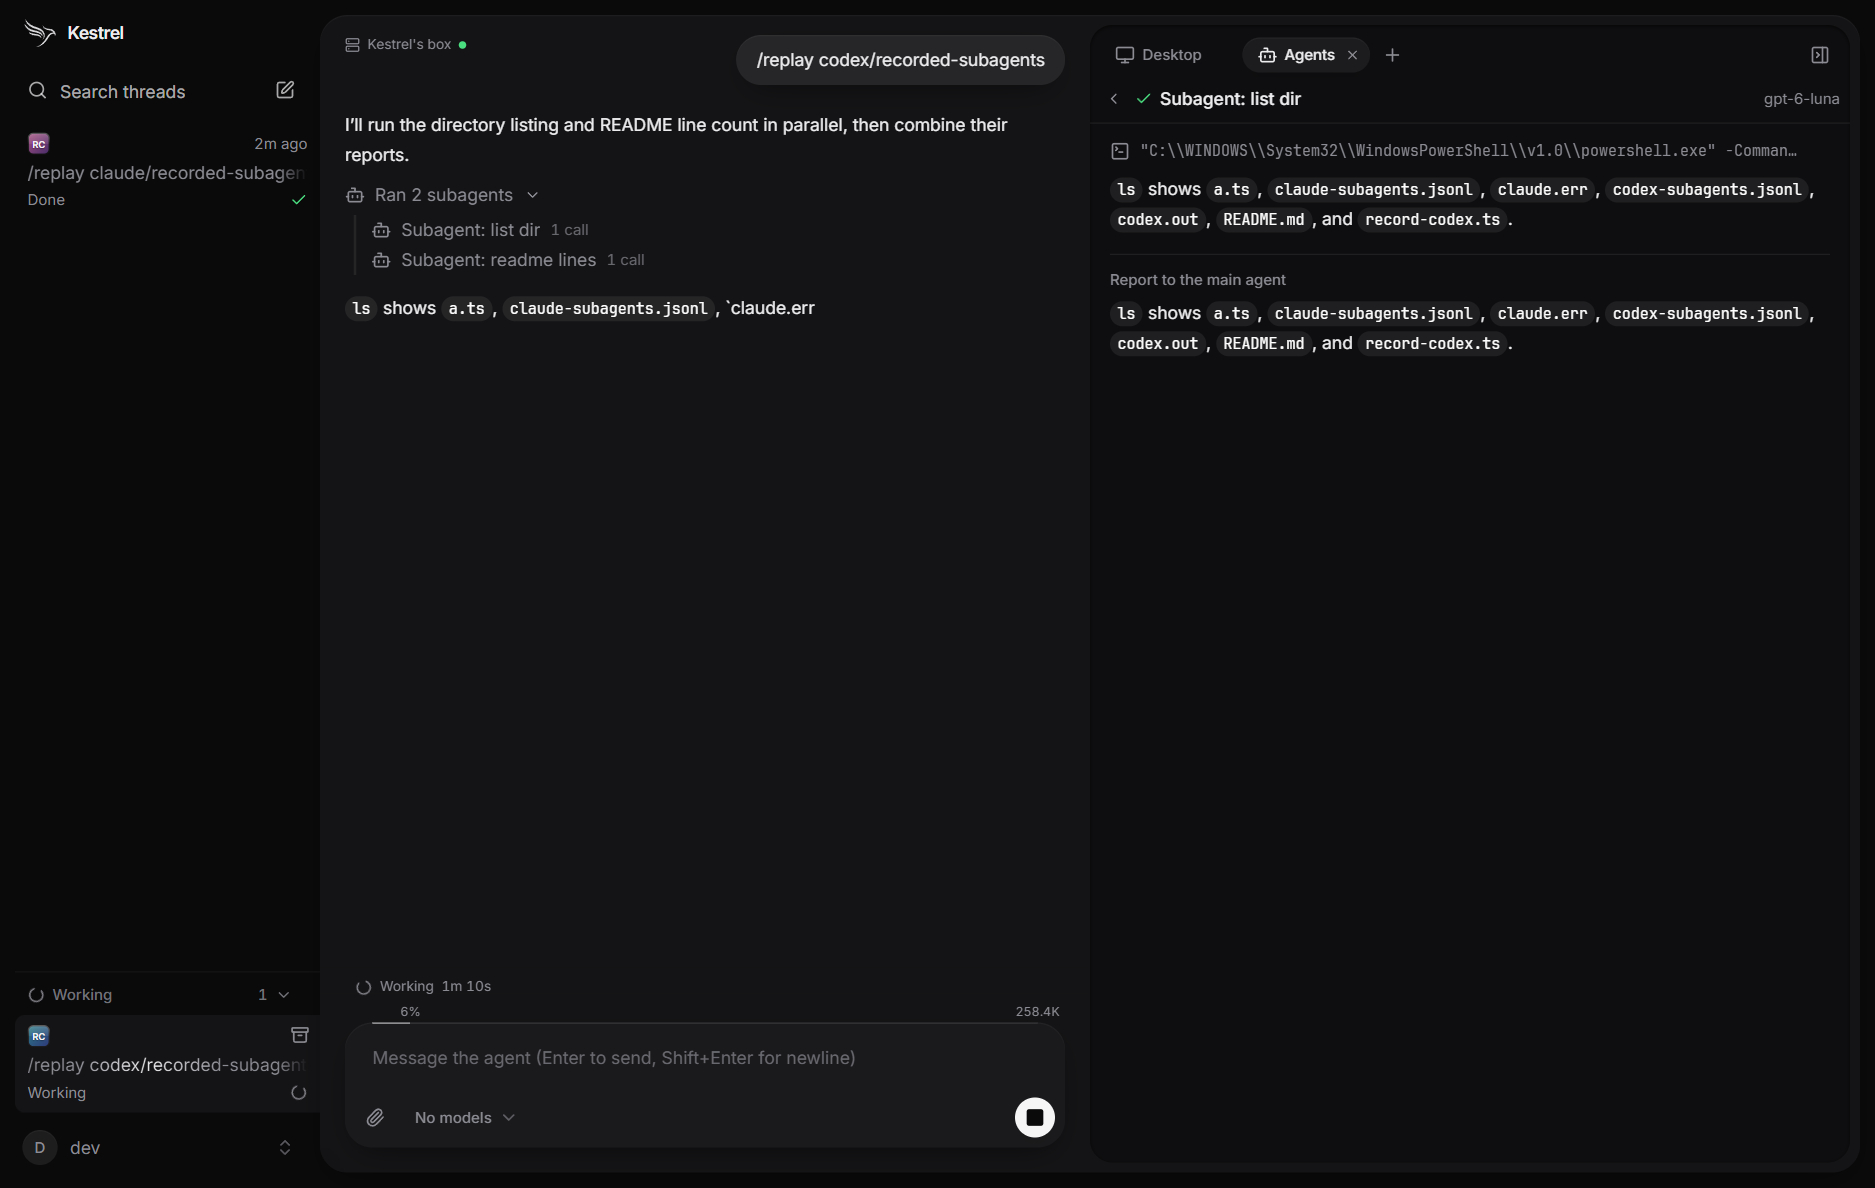 Kestrel
Search threads
RC
2m ago
/replay claude/recorded-subagen
Done
Working
1
RC
/replay codex/recorded-subagent
Working
D
dev
Kestrel's box
/replay codex/recorded-subagents
I’ll run the directory listing and README line count in parallel, then combine their
reports.
Ran 2 subagents
Subagent: list dir 1 call
Subagent: readme lines 1 call
ls shows a.ts, claude-subagents.jsonl, `claude.err
Working 1m 10s
6%
258.4K
Message the agent (Enter to send, Shift+Enter for newline)
No models
Desktop
Agents
Subagent: list dir
gpt-6-luna
"C:\\WINDOWS\\System32\\WindowsPowerShell\\v1.0\\powershell.exe" -Comman…
ls shows a.ts, claude-subagents.jsonl, claude.err, codex-subagents.jsonl,
codex.out, README.md, and record-codex.ts.
Report to the main agent
ls shows a.ts, claude-subagents.jsonl, claude.err, codex-subagents.jsonl,
codex.out, README.md, and record-codex.ts.